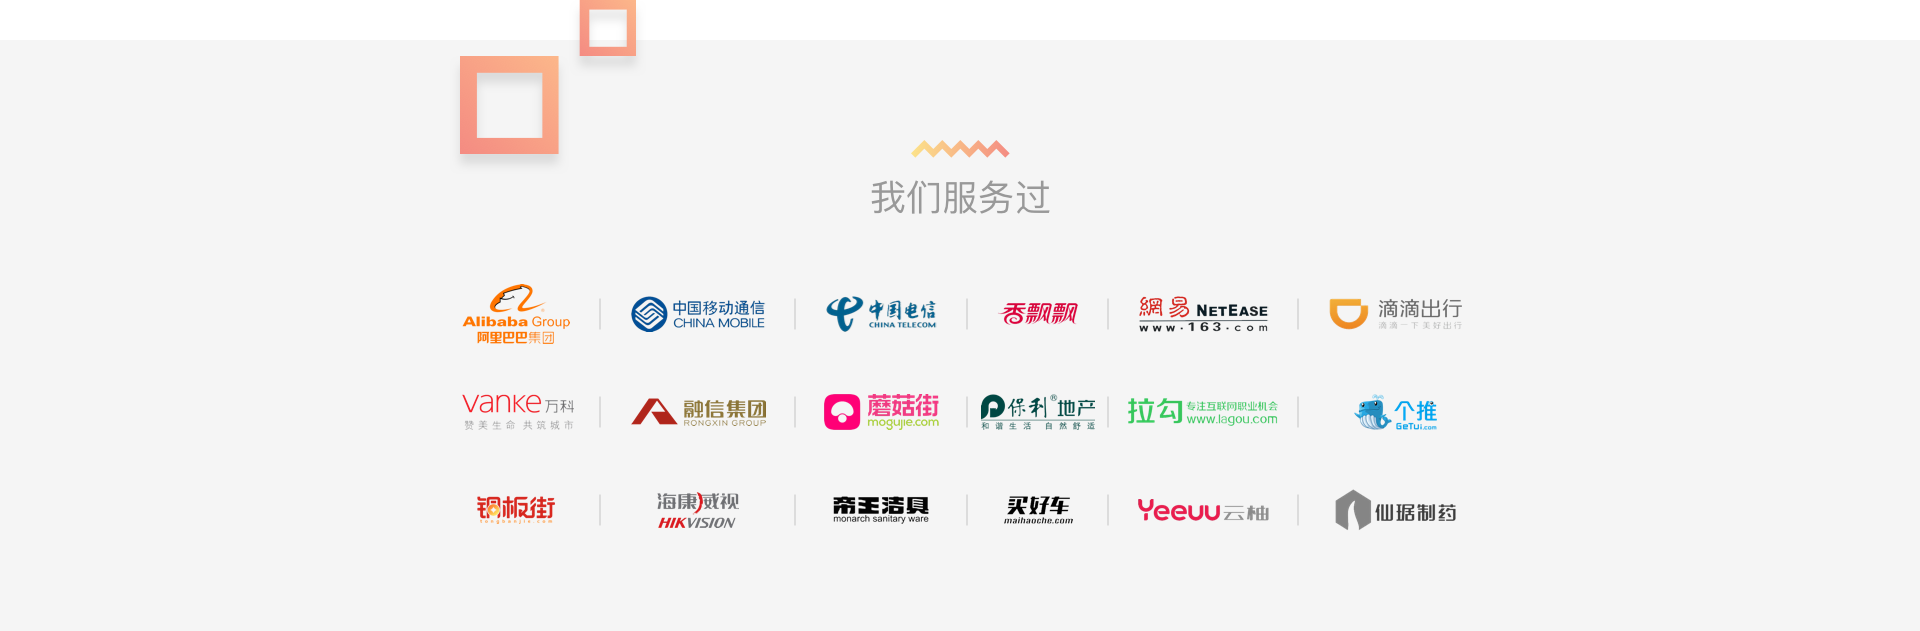 我们服务过
Alibaba Group
阿里巴巴集团
中国移动通信
CHINA MOBILE
中国电信
CHINA TELECOM
香飘飘
網易 NETEASE
www.163.com
滴滴出行
滴滴一下 美好出行
vanke 万科
赞美生命 共筑城市
融信集团
RONGXIN GROUP
蘑菇街
mogujie.com
保利® 地产
和谐生活 自然舒适
拉勾 专注互联网职业机会
www.lagou.com
个推
GeTui.com
铜板街
tongbanjie.com
海康威视
HIKVISION
帝王洁具
monarch sanitary ware
买好车
maihaoche.com
Yeeuu 云柚
仙琚制药